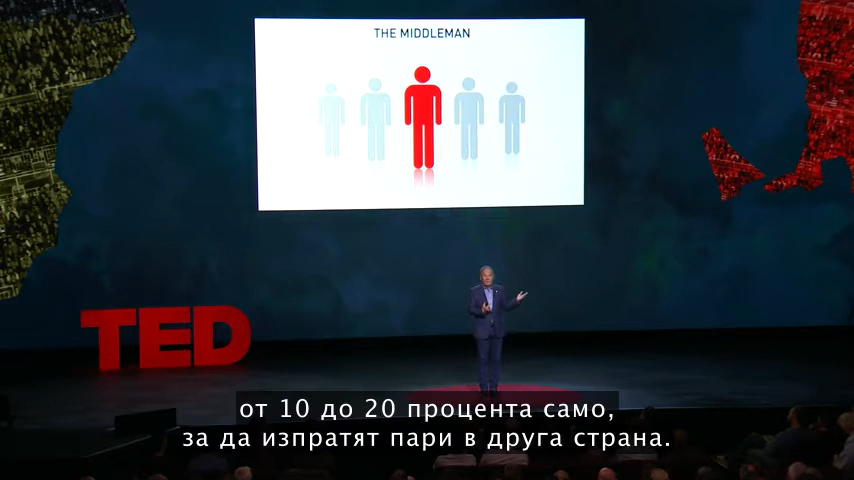 THE MIDDLEMAN
TED
от 10 до 20 процента само,
за да изпратят пари в друга страна.